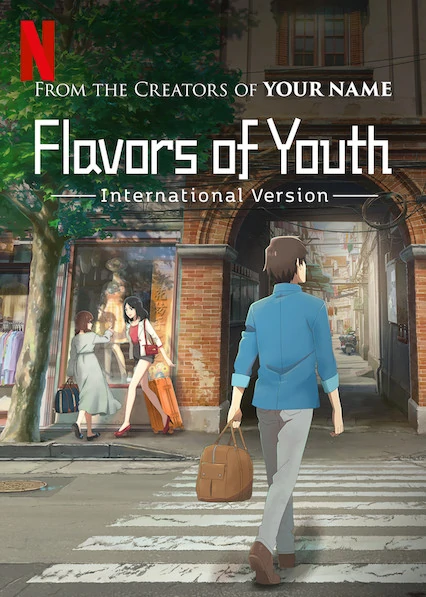 N
FROM THE CREATORS OF YOUR NAME
Flavors of Youth
International Version